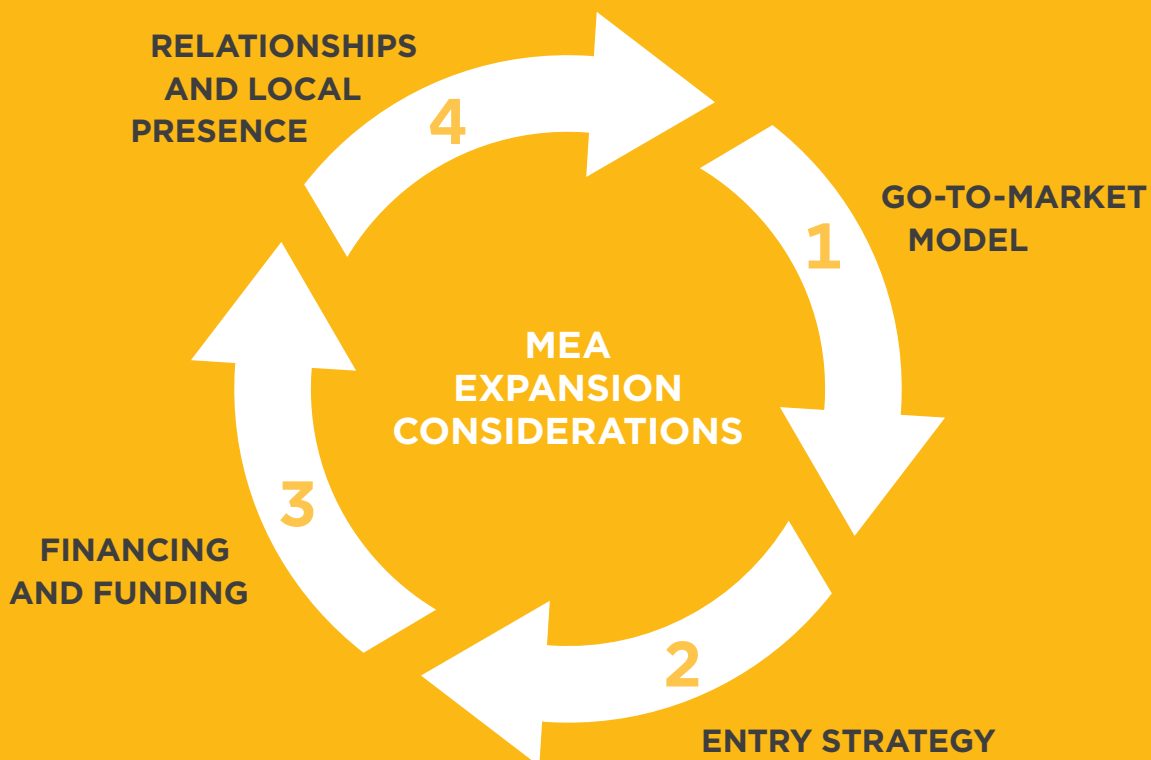 RELATIONSHIPS
AND LOCAL
PRESENCE
4
1
GO-TO-MARKET
MODEL
MEA
EXPANSION
CONSIDERATIONS
3
FINANCING
AND FUNDING
2
ENTRY STRATEGY